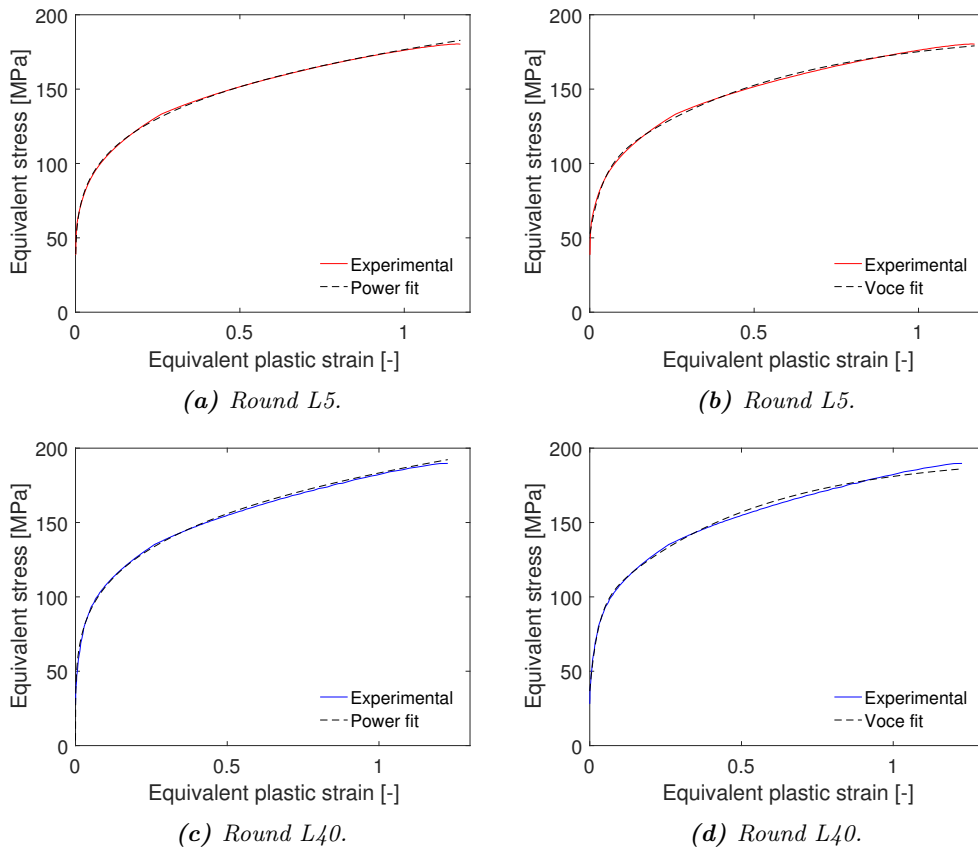 200
150
100
50
0
Equivalent stress [MPa]
Experimental
Power fit
0 0.5 1
Equivalent plastic strain [-]
(a) Round L5.
200
150
100
50
0
Equivalent stress [MPa]
Experimental
Voce fit
0 0.5 1
Equivalent plastic strain [-]
(b) Round L5.
200
150
100
50
0
Equivalent stress [MPa]
Experimental
Power fit
0 0.5 1
Equivalent plastic strain [-]
(c) Round L40.
200
150
100
50
0
Equivalent stress [MPa]
Experimental
Voce fit
0 0.5 1
Equivalent plastic strain [-]
(d) Round L40.